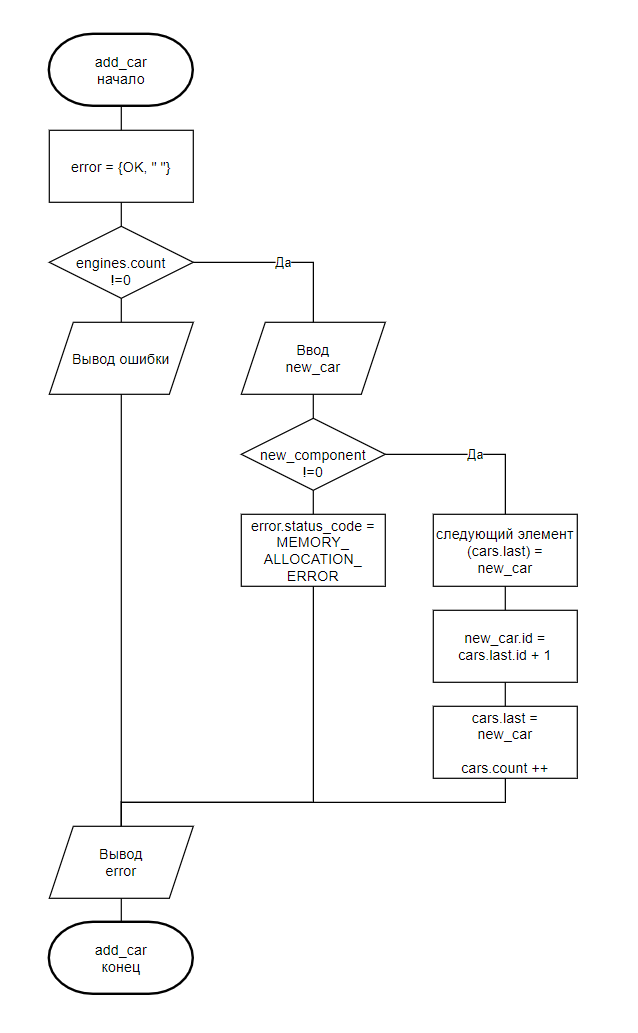 add_car
начало
error = {OK, " "}
engines.count
!=0
Да
Вывод ошибки
Ввод
new_car
new_component
!=0
Да
error.status_code =
MEMORY_
ALLOCATION_
ERROR
следующий элемент
(cars.last) =
new_car
new_car.id =
cars.last.id + 1
cars.last =
new_car
cars.count ++
Вывод
error
add_car
конец